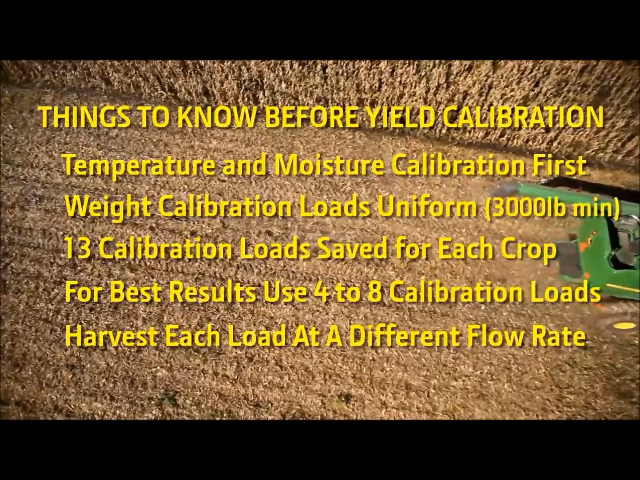 THINGS TO KNOW BEFORE YIELD CALIBRATION
Temperature and Moisture Calibration First
Weight Calibration Loads Uniform (3000lb min)
13 Calibration Loads Saved for Each Crop
For Best Results Use 4 to 8 Calibration Loads
Harvest Each Load At A Different Flow Rate